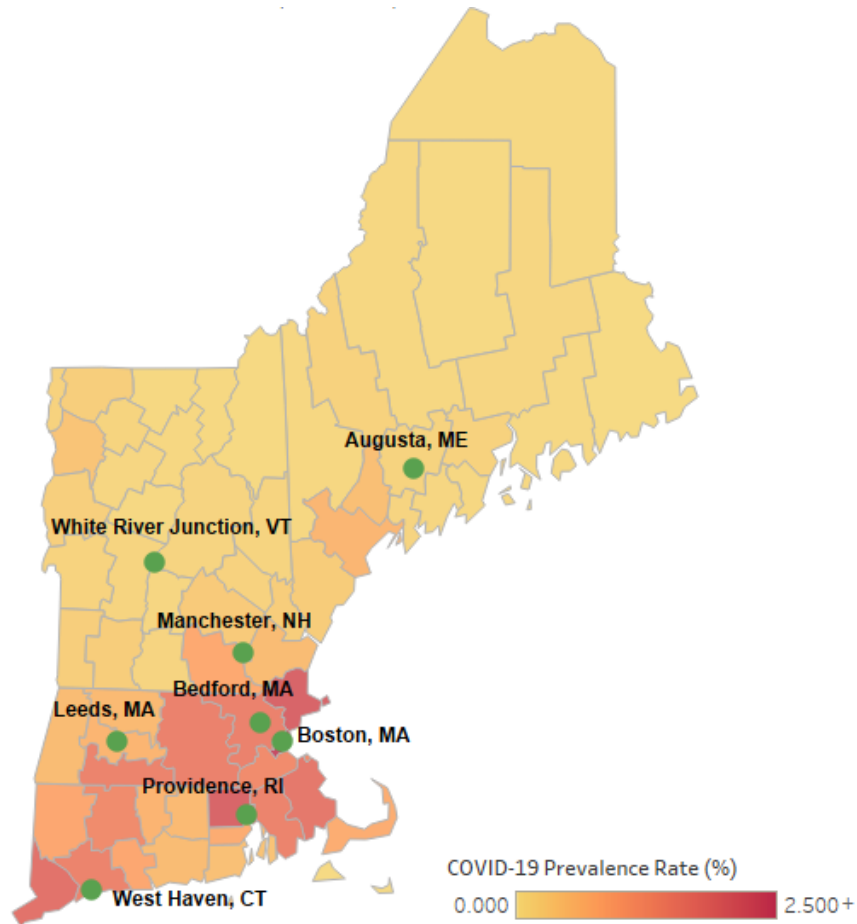 Augusta, ME
White River Junction, VT
Manchester, NH
Bedford, MA
Leeds, MA
Boston, MA
Providence, RI
West Haven, CT
COVID-19 Prevalence Rate (%)
0.000 2.500+